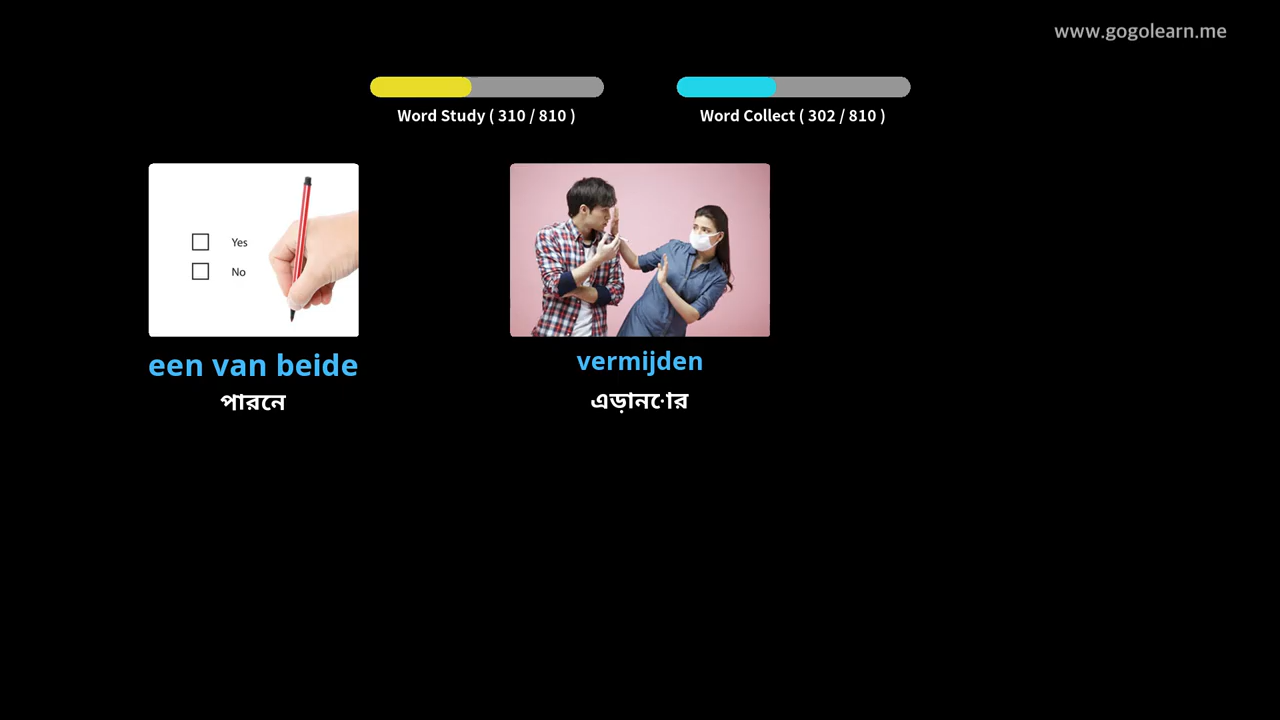 www.gogolearn.me
Word Study ( 310 / 810 )
Word Collect ( 302 / 810 )
Yes
No
een van beide
পারনে
vermijden
এড়ানো·র